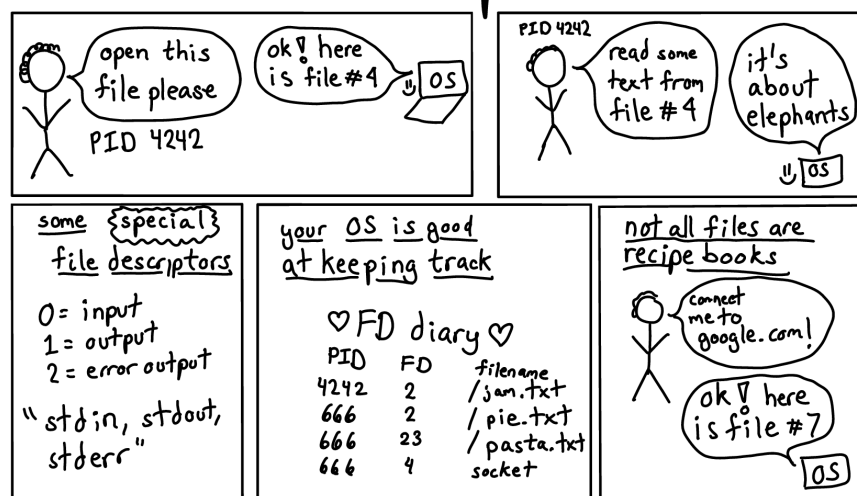 open this
file please
ok! here
is file #4
OS
PID 4242
PID 4242
read some
text from
file #4
it's
about
elephants
OS
some special
file descriptors
0= input
1= output
2= error output
"stdin, stdout,
stderr"
your OS is good
at keeping track
♡ FD diary ♡
PID FD filename
4242 2 /jam.txt
666 2 /pie.txt
666 23 /pasta.txt
666 4 socket
not all files are
recipe books
connect
me to
google.com!
ok! here
is file #7
OS